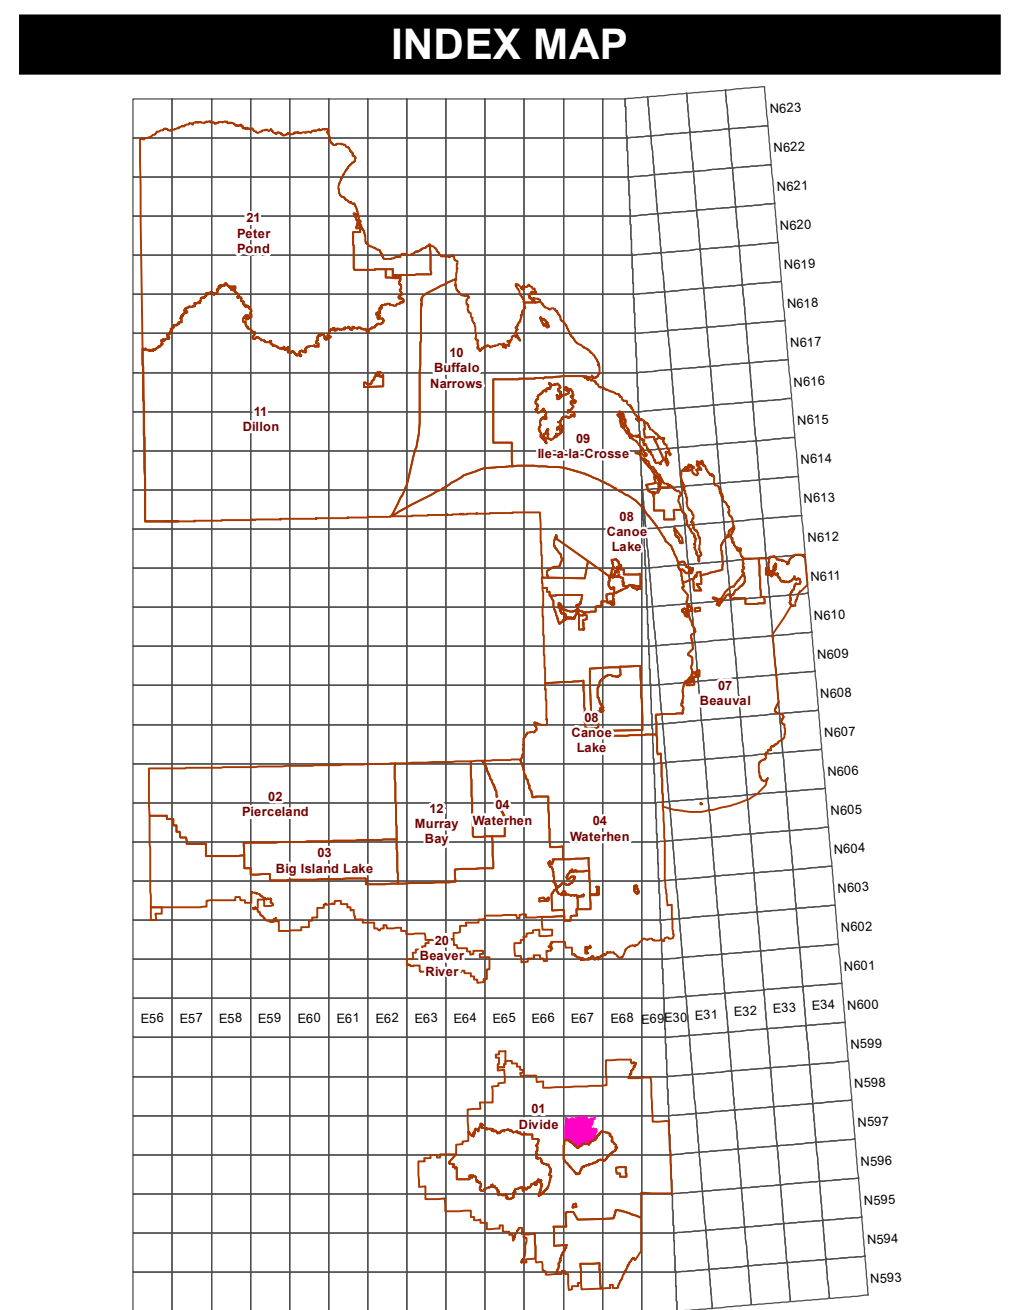 INDEX MAP
N623
N622
N621
N620
N619
N618
N617
N616
N615
N614
N613
N612
N611
N610
N609
N608
N607
N606
N605
N604
N603
N602
N601
N600
N599
N598
N597
N596
N595
N594
N593
21
Peter
Pond
10
Buffalo
Narrows
11
Dillon
09
Ile-a-la-Crosse
08
Canoe
Lake
07
Beauval
08
Canoe
Lake
02
Pierceland
12
Murray
Bay
04
Waterhen
04
Waterhen
03
Big Island Lake
20
Beaver
River
E56 E57 E58 E59 E60 E61 E62 E63 E64 E65 E66 E67 E68 E69 E30 E31 E32 E33 E34
01
Divide